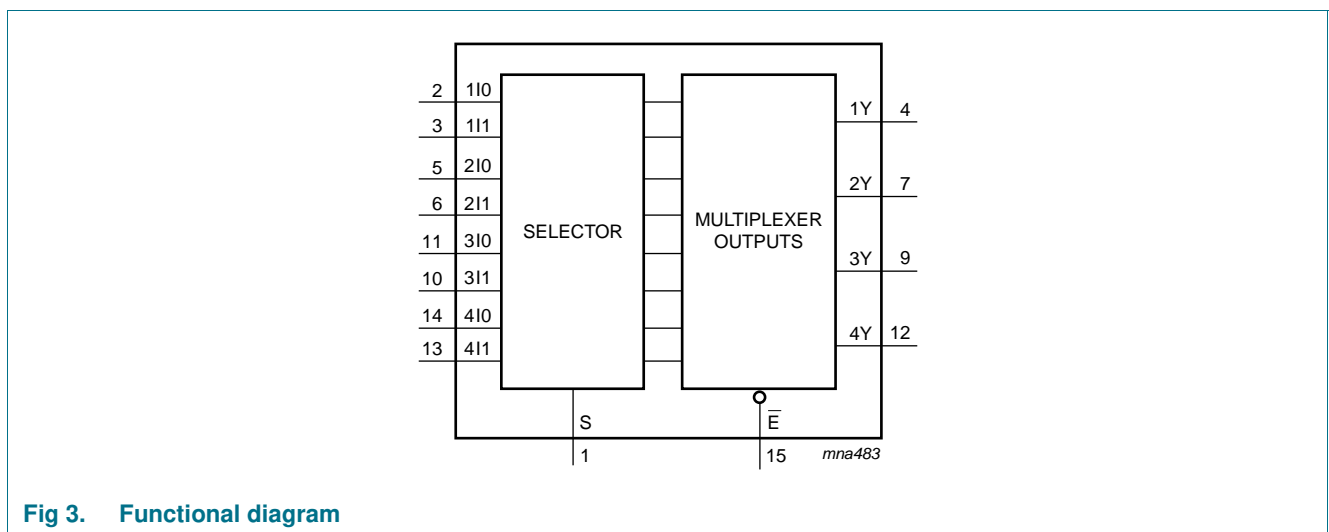 2 1I0
3 1I1
5 2I0
6 2I1
11 3I0
10 3I1
14 4I0
13 4I1
SELECTOR
MULTIPLEXER
OUTPUTS
1Y 4
2Y 7
3Y 9
4Y 12
S
1
E̅
15
mna483
Fig 3. Functional diagram